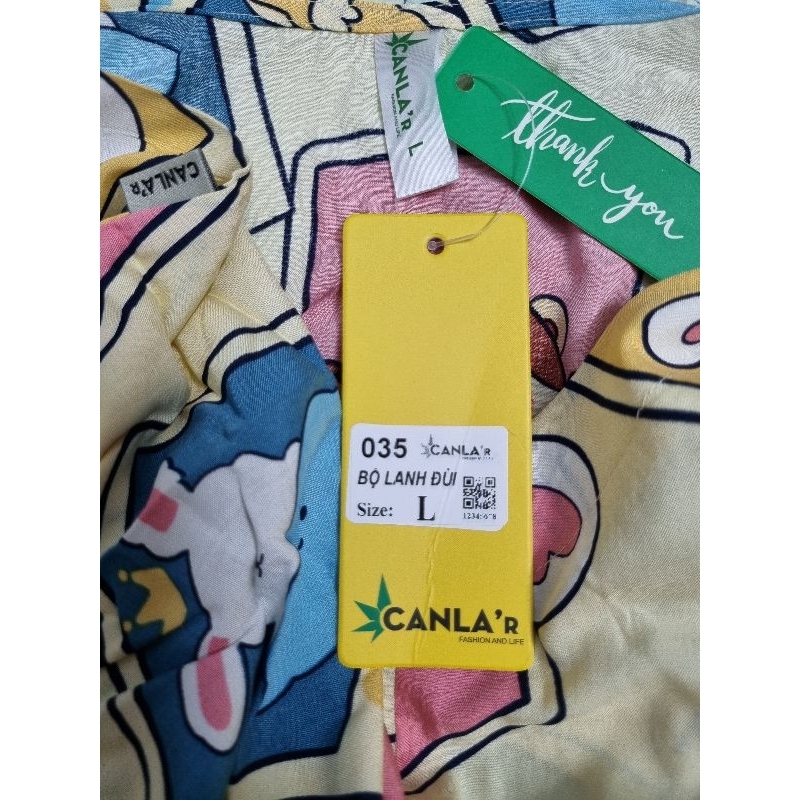 CANLA'R
L
thank you
CANLA'R
035 CANLA'R
BỘ LANH ĐÙI
Size: L
CANLA'R
FASHION AND LIFE